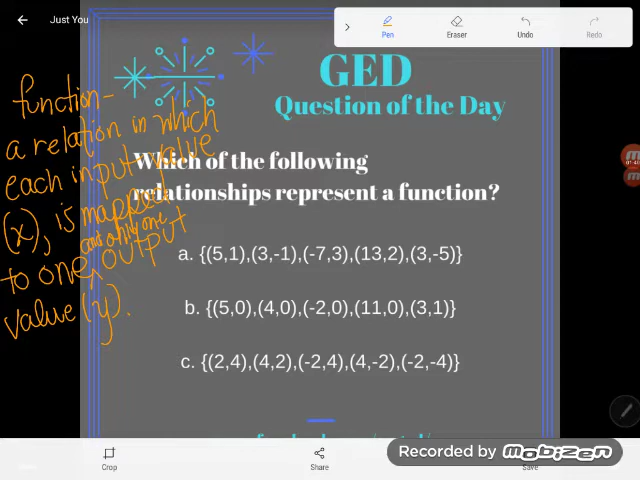 Just You
Pen
Eraser
Undo
Redo
GED
Question of the Day
function-
a relation in which
each input value
(x), is mapped
to one and only one output
value (y).
Which of the following
relationships represent a function?
a. {(5,1),(3,-1),(-7,3),(13,2),(3,-5)}
b. {(5,0),(4,0),(-2,0),(11,0),(3,1)}
c. {(2,4),(4,2),(-2,4),(4,-2),(-2,-4)}
Crop
Share
Save
Recorded by mobizen